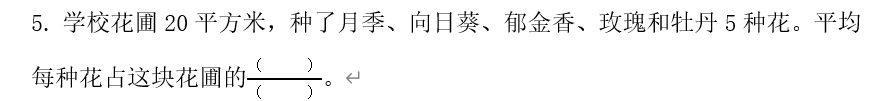 5. 学校花圃 20 平方米，种了月季、向日葵、郁金香、玫瑰和牡丹 5 种花。平均
每种花占这块花圃的（　　）/（　　）。↵